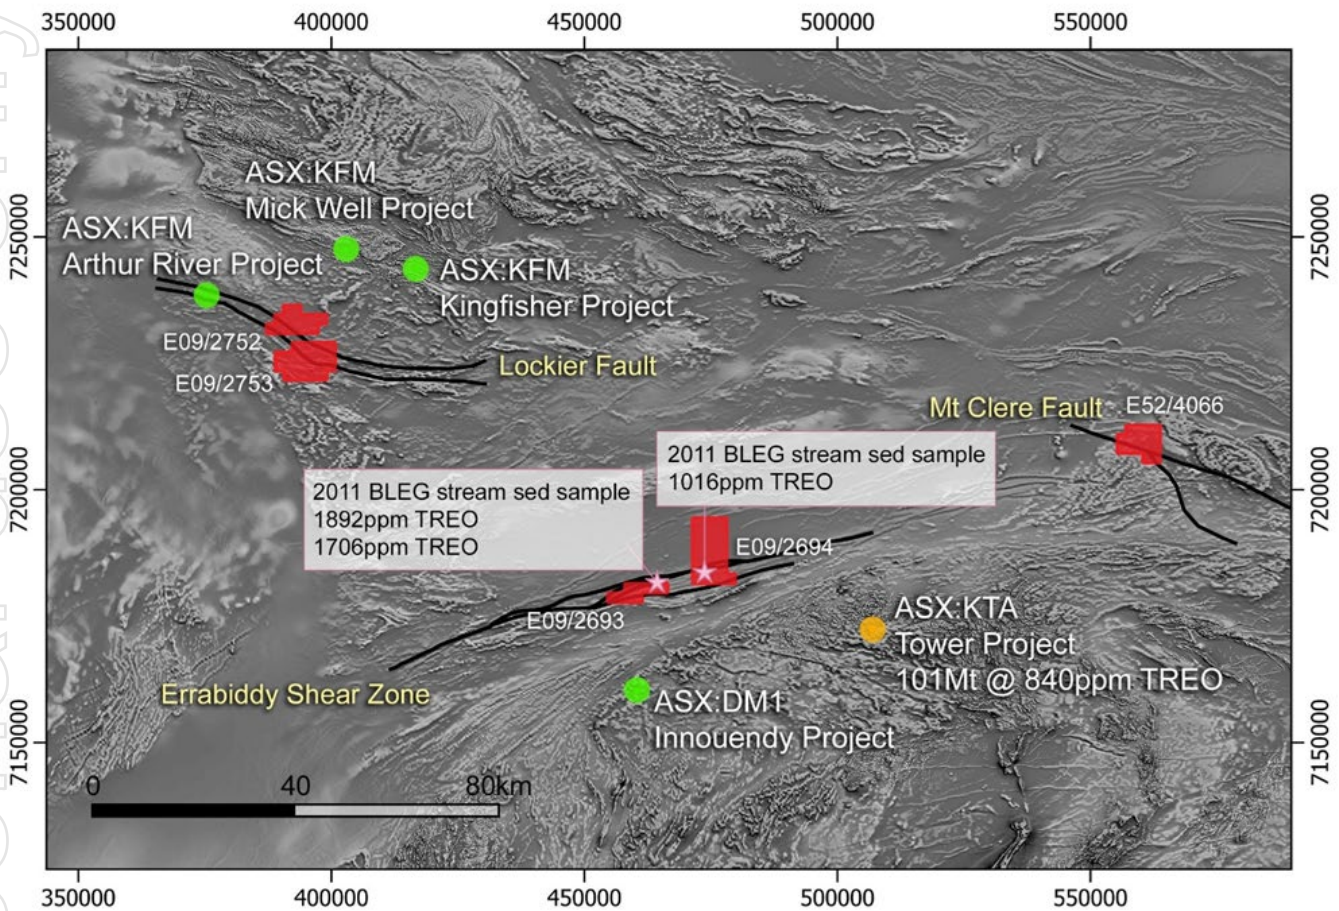 350000
400000
450000
500000
550000
7250000
7200000
7150000
ASX:KFM
Mick Well Project
ASX:KFM
Arthur River Project
ASX:KFM
Kingfisher Project
E09/2752
E09/2753
Lockier Fault
Mt Clere Fault
E52/4066
2011 BLEG stream sed sample
1016ppm TREO
2011 BLEG stream sed sample
1892ppm TREO
1706ppm TREO
E09/2694
E09/2693
ASX:KTA
Tower Project
101Mt @ 840ppm TREO
Errabiddy Shear Zone
ASX:DM1
Innouendy Project
0
40
80km
7250000
7200000
7150000
350000
400000
450000
500000
550000